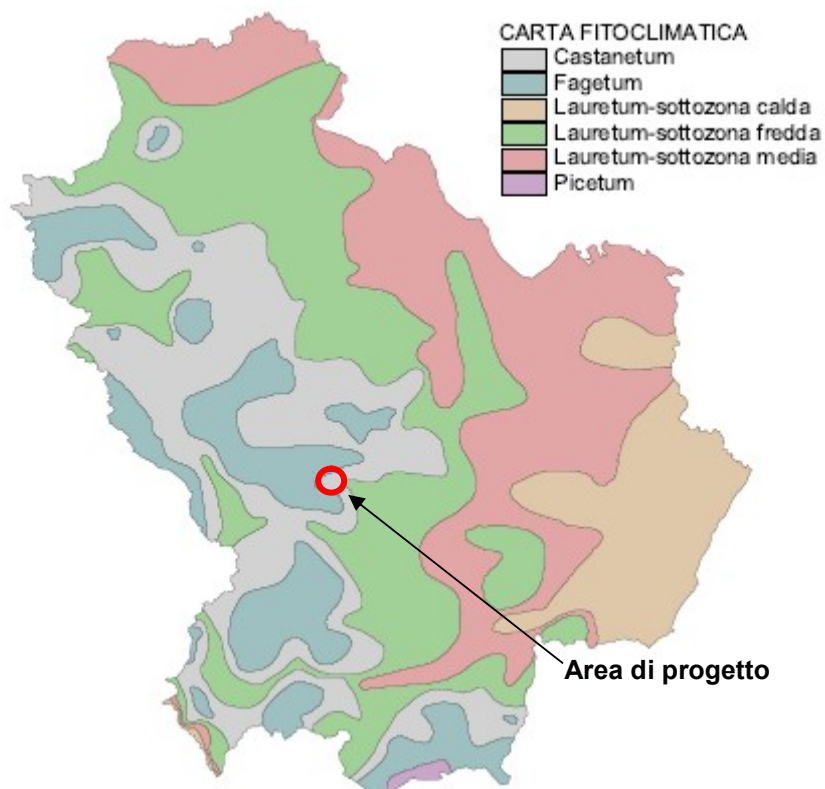 CARTA FITOCLIMATICA
Castanetum
Fagetum
Lauretum-sottozona calda
Lauretum-sottozona fredda
Lauretum-sottozona media
Picetum
Area di progetto